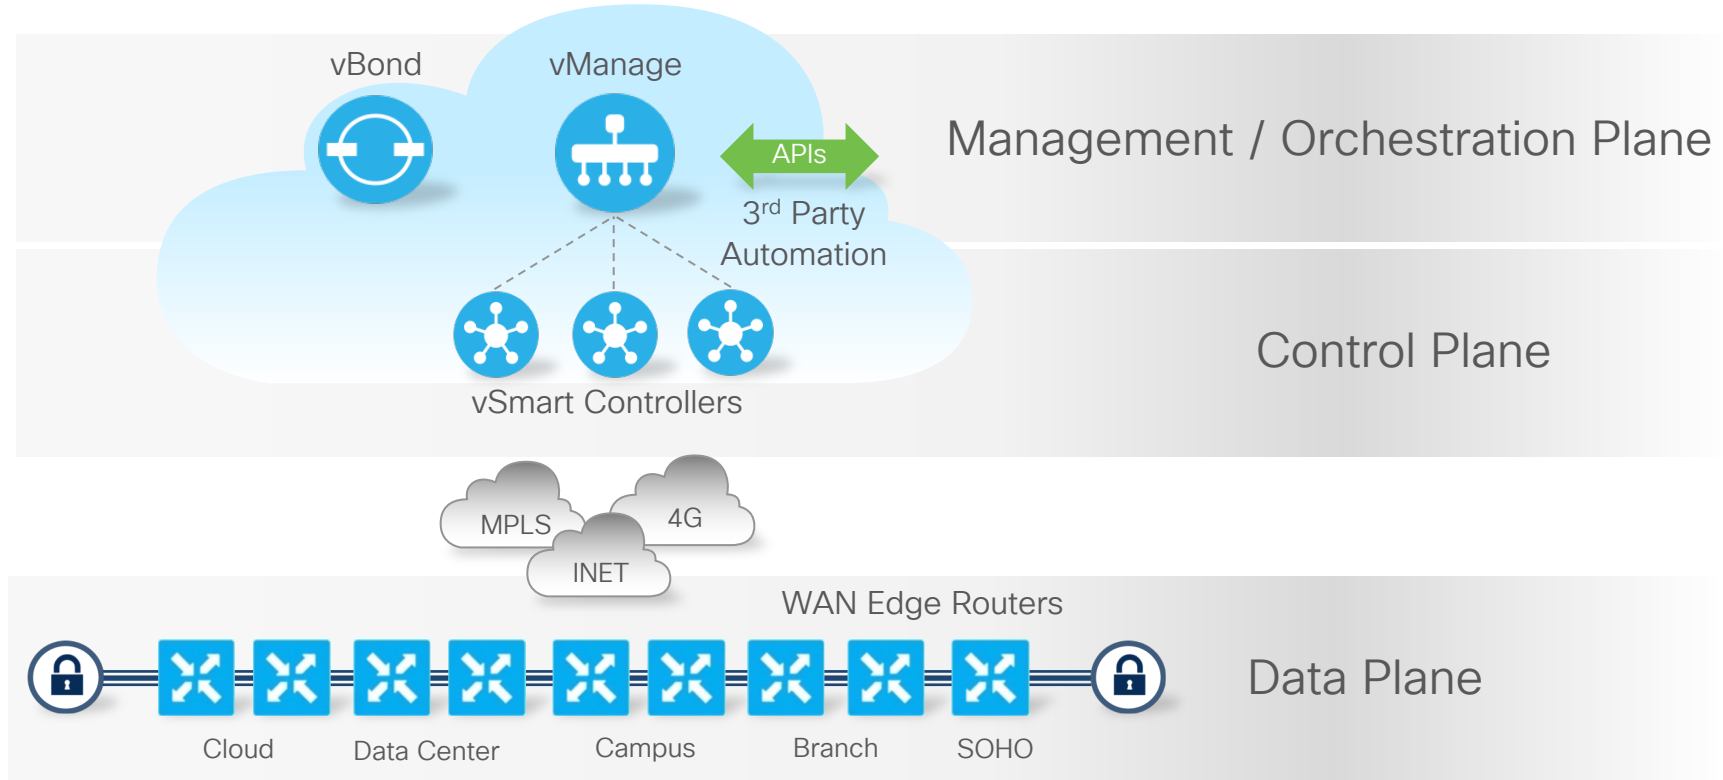 vBond
vManage
APIs
Management / Orchestration Plane
3rd Party
Automation
Control Plane
vSmart Controllers
MPLS
4G
INET
WAN Edge Routers
Data Plane
Cloud
Data Center
Campus
Branch
SOHO